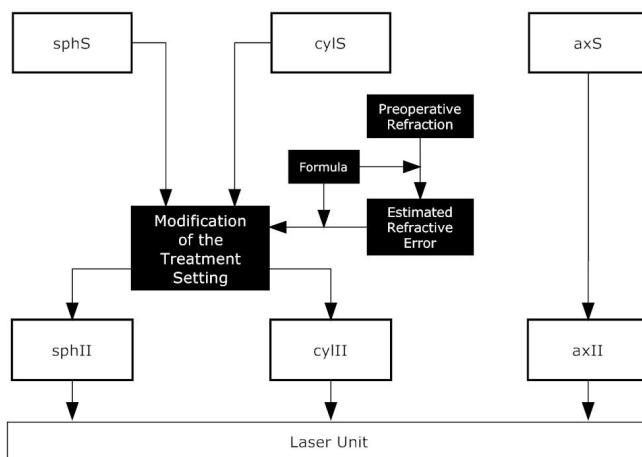 sphS
cylS
axS
Preoperative
Refraction
Formula
Modification
of the
Treatment
Setting
Estimated
Refractive
Error
sphII
cylII
axII
Laser Unit